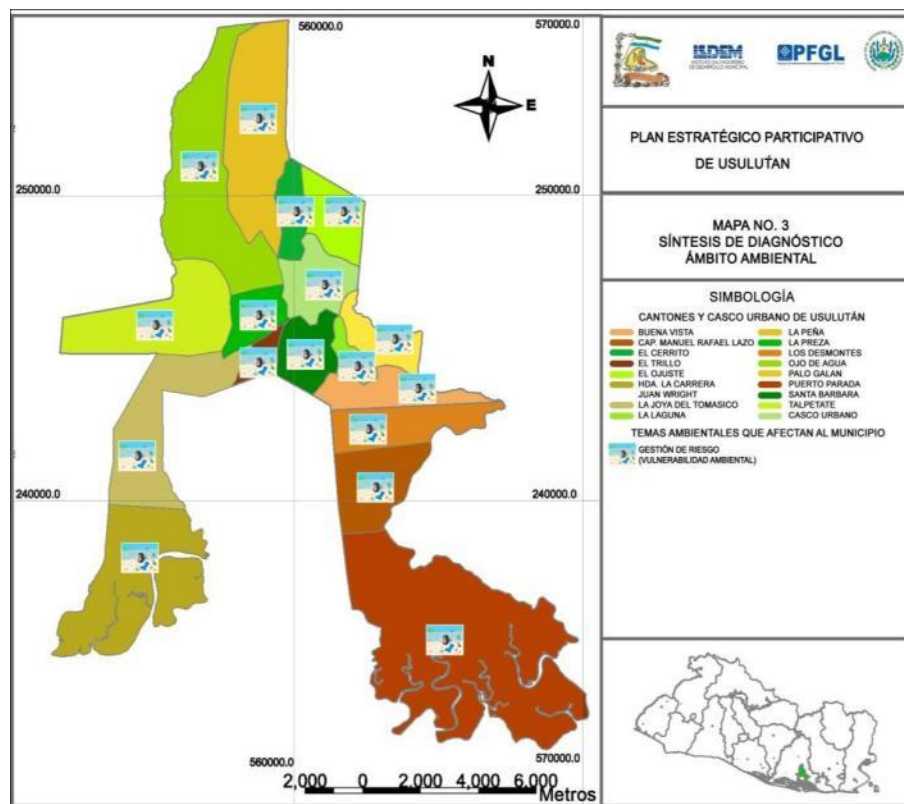 560000.0
570000.0
N
E
250000.0
250000.0
240000.0
240000.0
560000.0
570000.0
2,000 0 2,000 4,000 6,000
Metros
ISDEM
INSTITUTO SALVADOREÑO
DE DESARROLLO MUNICIPAL
PFGL
PLAN ESTRATÉGICO PARTICIPATIVO
DE USULUTÁN
MAPA NO. 3
SÍNTESIS DE DIAGNÓSTICO
ÁMBITO AMBIENTAL
SIMBOLOGÍA
CANTONES Y CASCO URBANO DE USULUTÁN
BUENA VISTA
CAP. MANUEL RAFAEL LAZO
EL CERRITO
EL TRILLO
EL OJUSTE
HDA. LA CARRERA
JUAN WRIGHT
LA JOYA DEL TOMASICO
LA LAGUNA
LA PEÑA
LA PREZA
LOS DESMONTES
OJO DE AGUA
PALO GALAN
PUERTO PARADA
SANTA BARBARA
TALPETATE
CASCO URBANO
TEMAS AMBIENTALES QUE AFECTAN AL MUNICIPIO
GESTIÓN DE RIESGO
(VULNERABILIDAD AMBIENTAL)